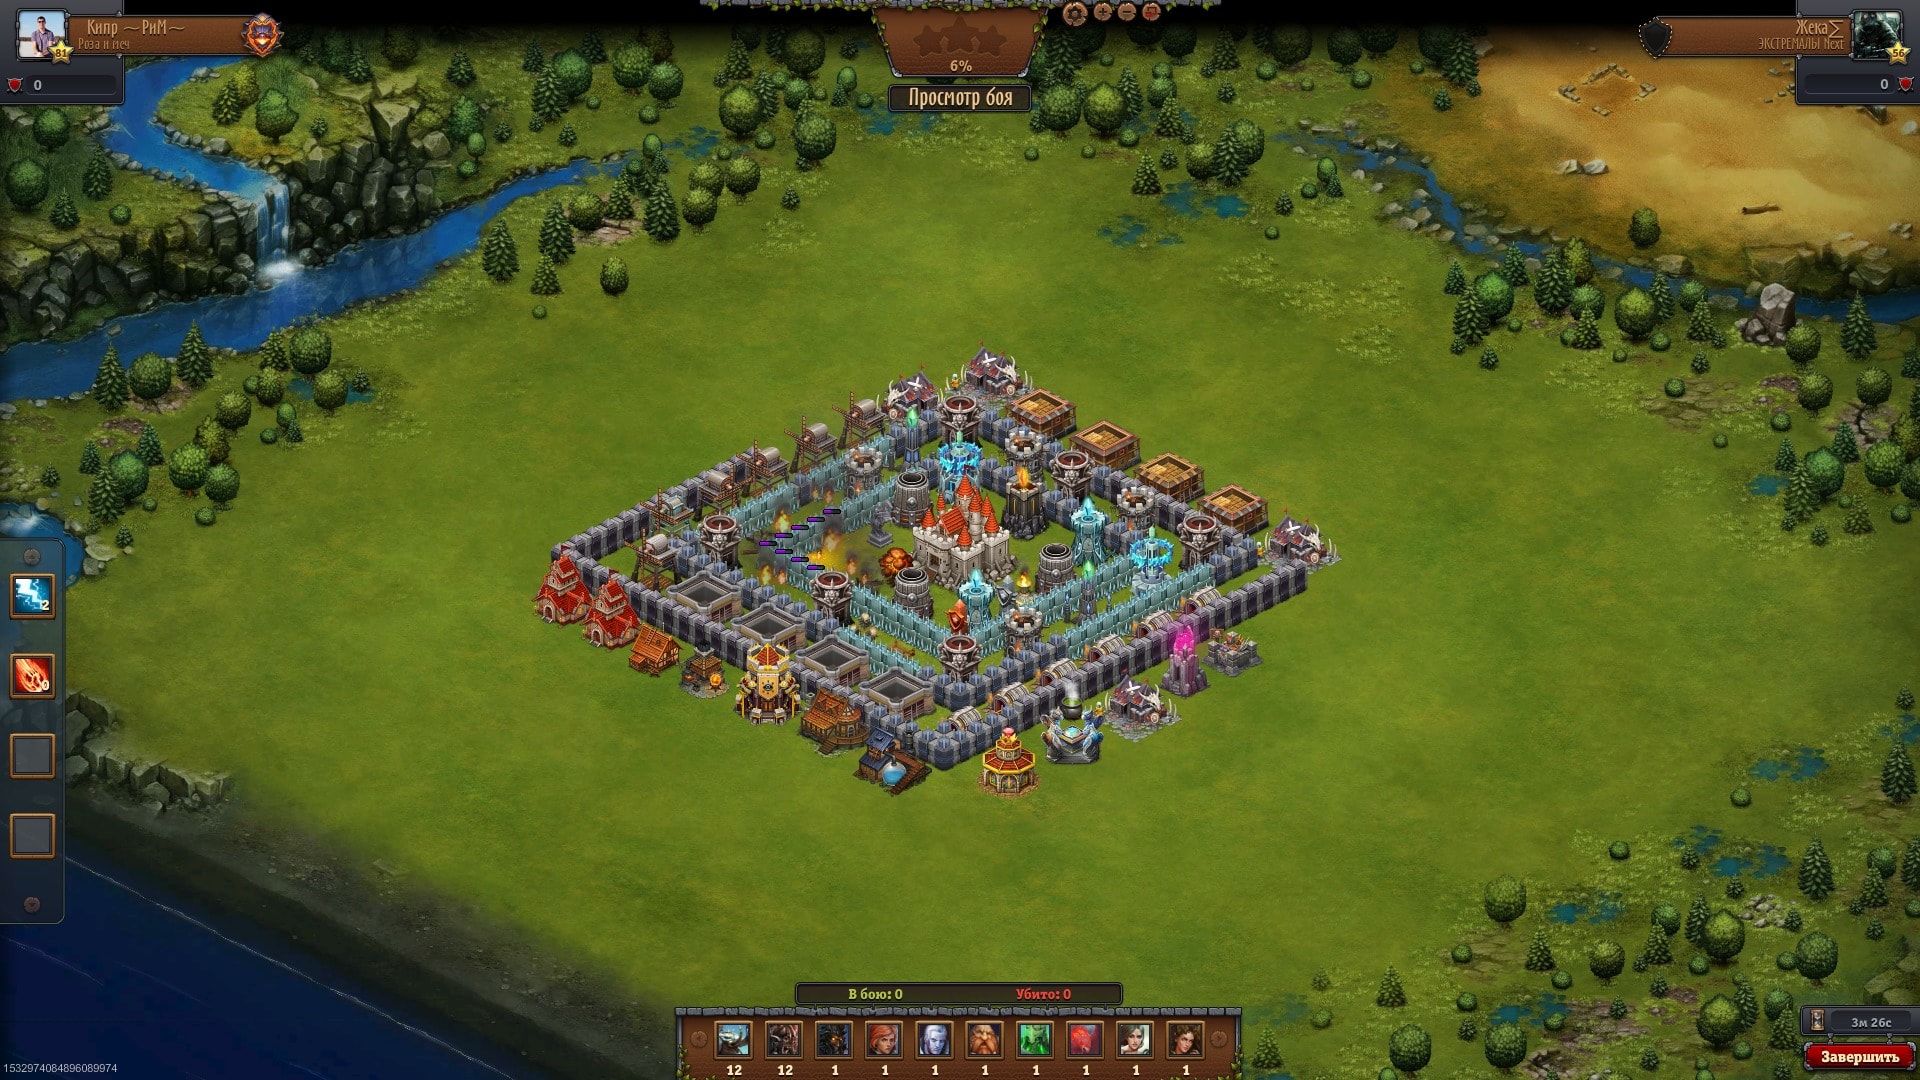 Кипр ~РиМ~
Роза и меч
81
0
6%
Просмотр боя
Жека∑
ЭКСТРЕМАЛЫ Next
56
0
2
0
В бою: 0
Убито: 0
12 12 1 1 1 1 1 1 1 1
3м 26с
Завершить
1532974084896089974